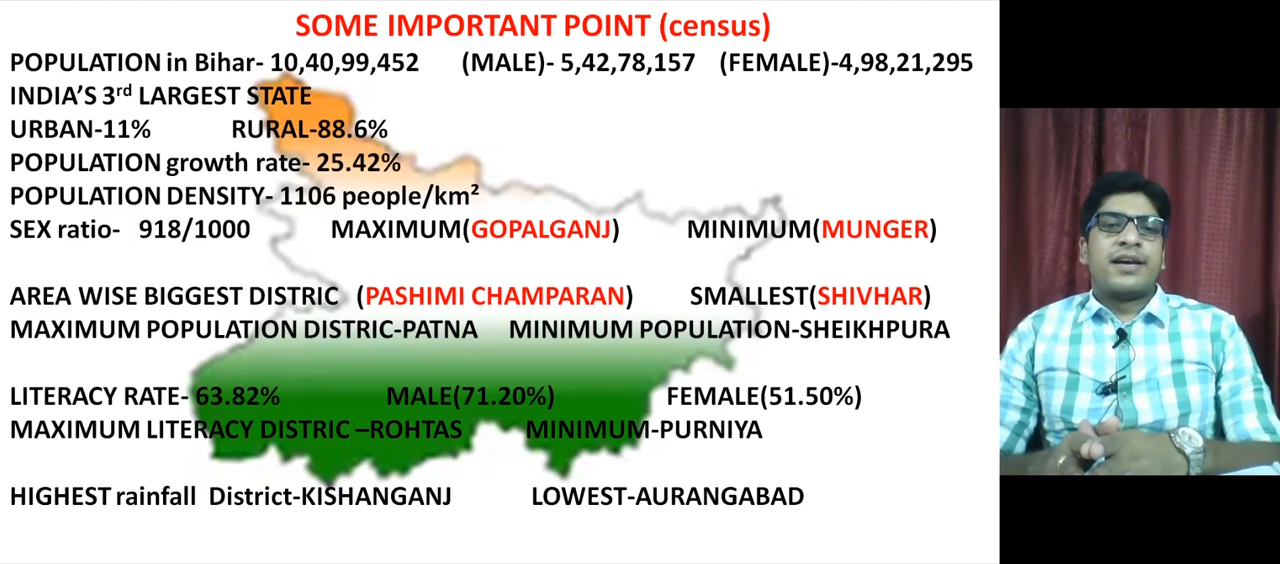 SOME IMPORTANT POINT (census)
POPULATION in Bihar- 10,40,99,452 (MALE)- 5,42,78,157 (FEMALE)-4,98,21,295
INDIA'S 3rd LARGEST STATE
URBAN-11% RURAL-88.6%
POPULATION growth rate- 25.42%
POPULATION DENSITY- 1106 people/km²
SEX ratio- 918/1000 MAXIMUM(GOPALGANJ) MINIMUM(MUNGER)
AREA WISE BIGGEST DISTRIC (PASHIMI CHAMPARAN) SMALLEST(SHIVHAR)
MAXIMUM POPULATION DISTRIC-PATNA MINIMUM POPULATION-SHEIKHPURA
LITERACY RATE- 63.82% MALE(71.20%) FEMALE(51.50%)
MAXIMUM LITERACY DISTRIC –ROHTAS MINIMUM-PURNIYA
HIGHEST rainfall District-KISHANGANJ LOWEST-AURANGABAD